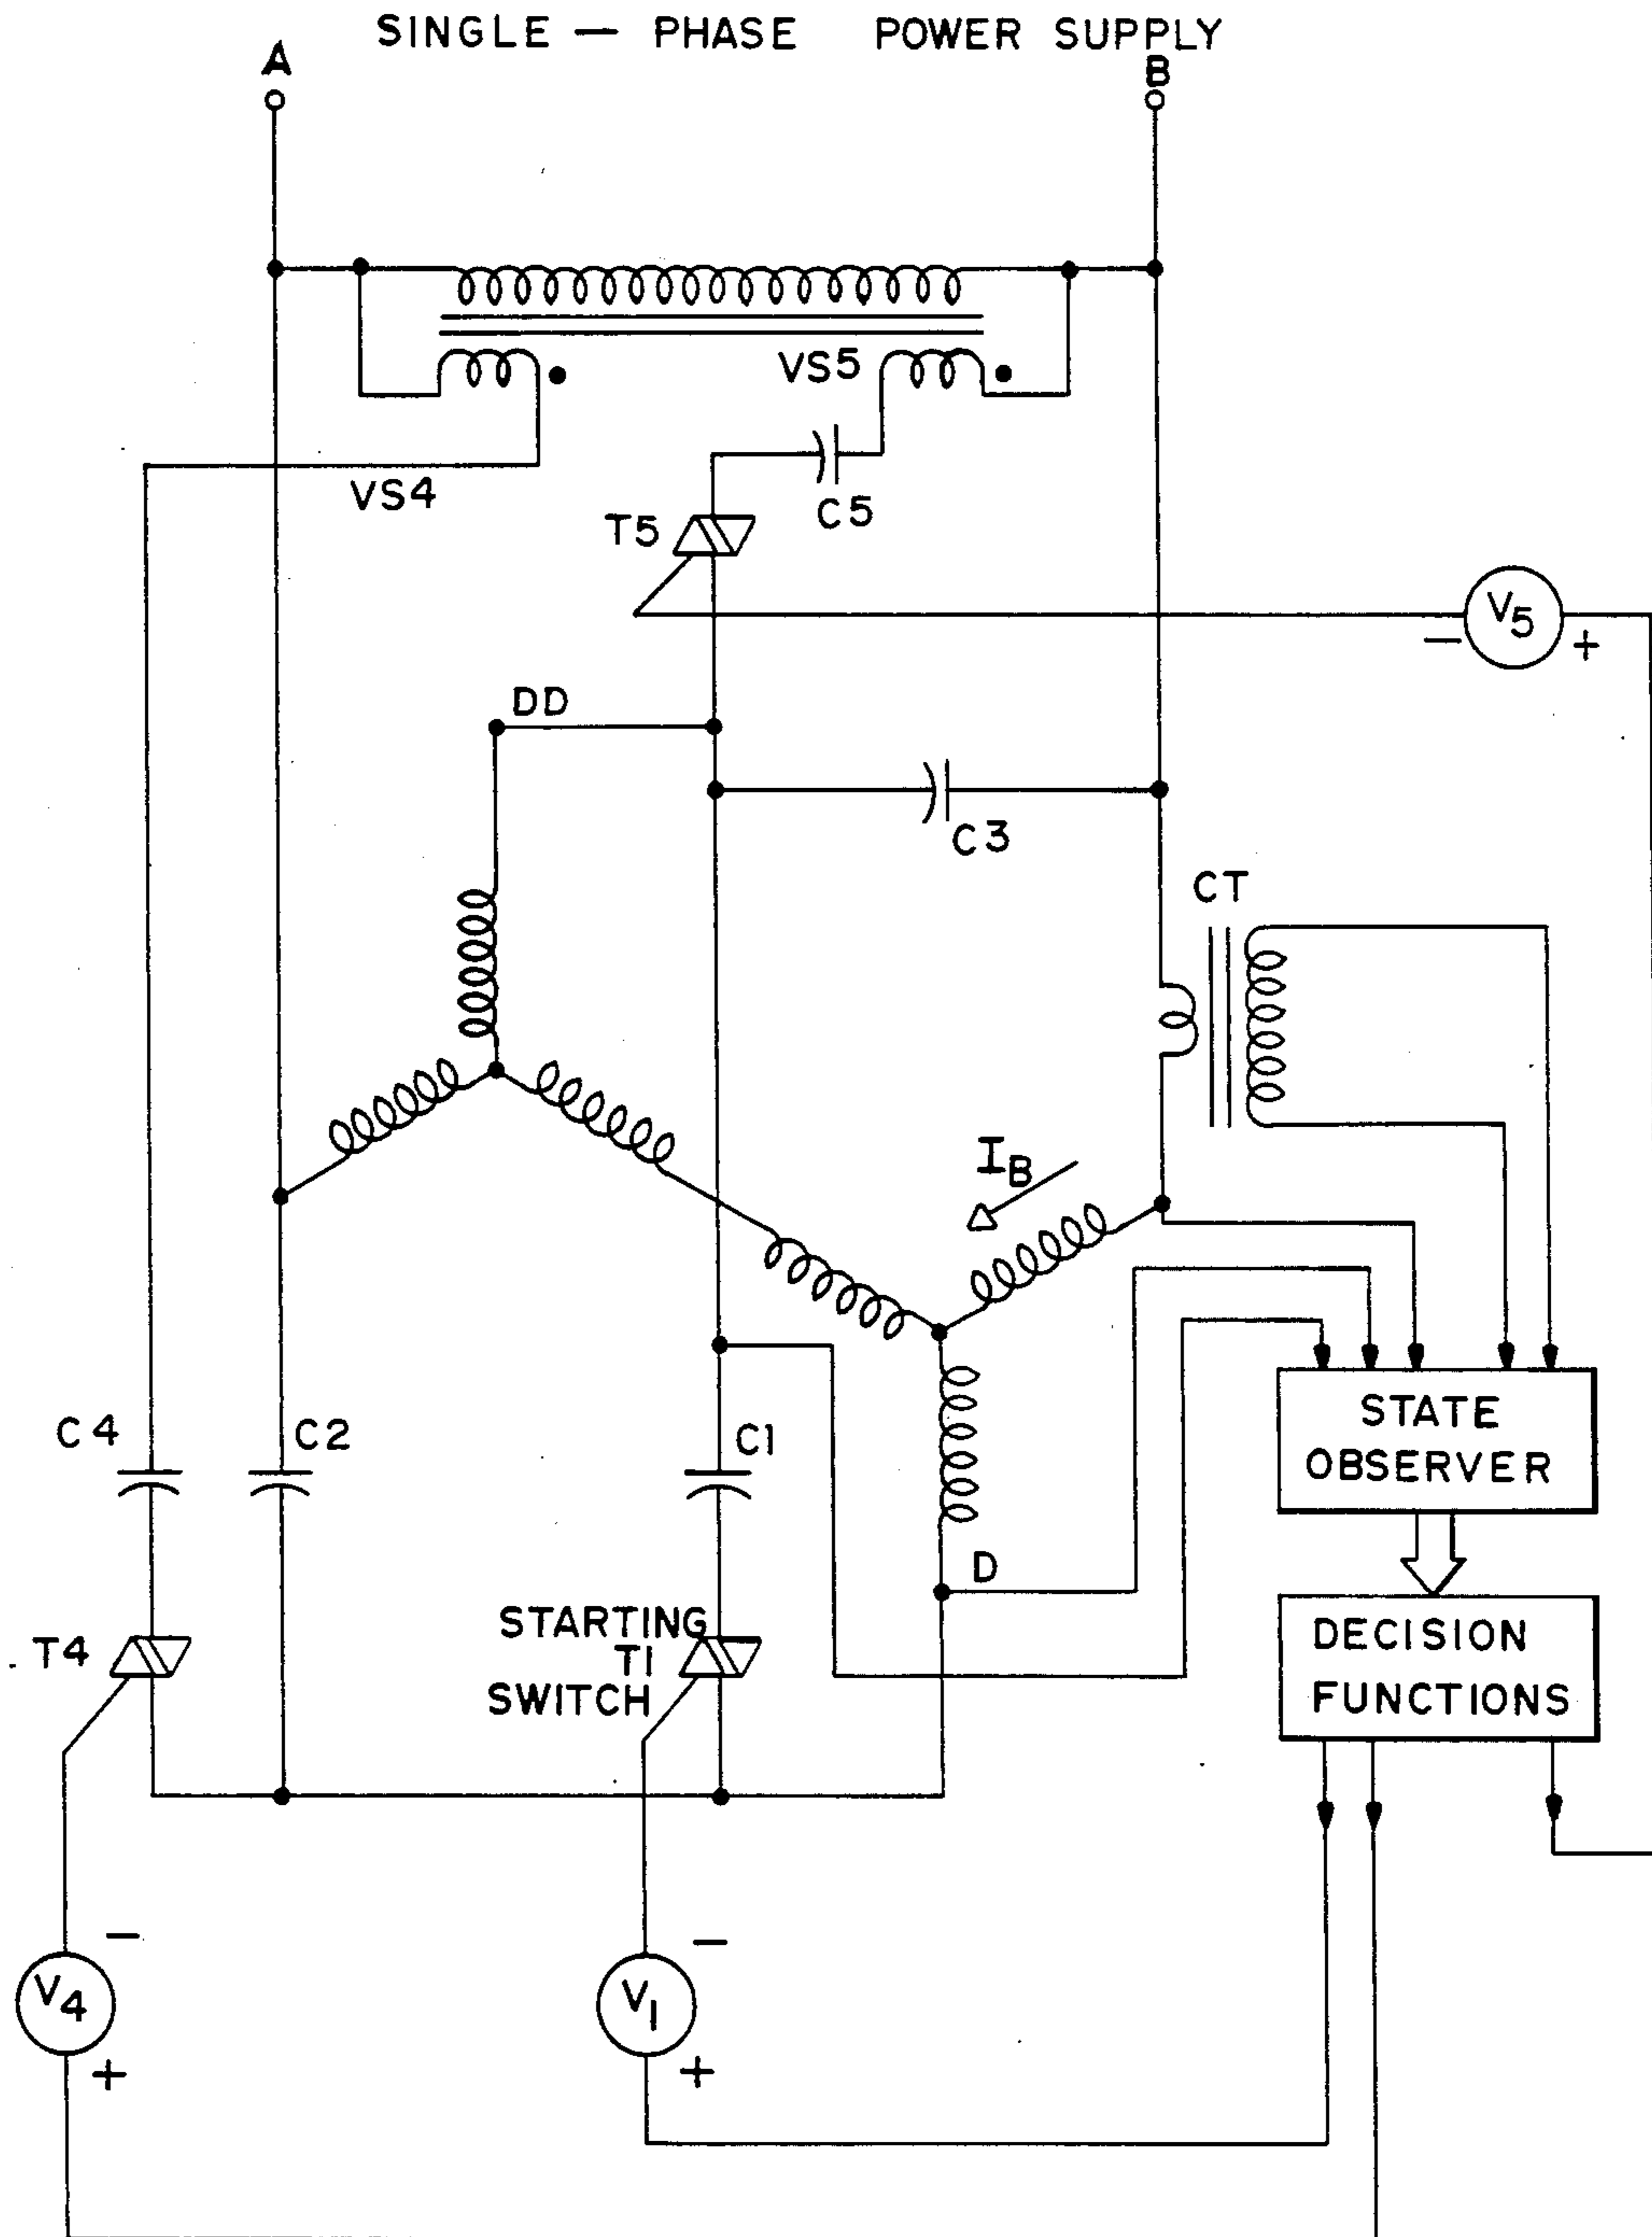 SINGLE — PHASE POWER SUPPLY
A
B
VS5
VS4
C5
T5
V5
−
+
DD
C3
CT
IB
C4
C2
C1
STATE
OBSERVER
D
STARTING
T1
SWITCH
T4
DECISION
FUNCTIONS
−
−
V4
V1
+
+